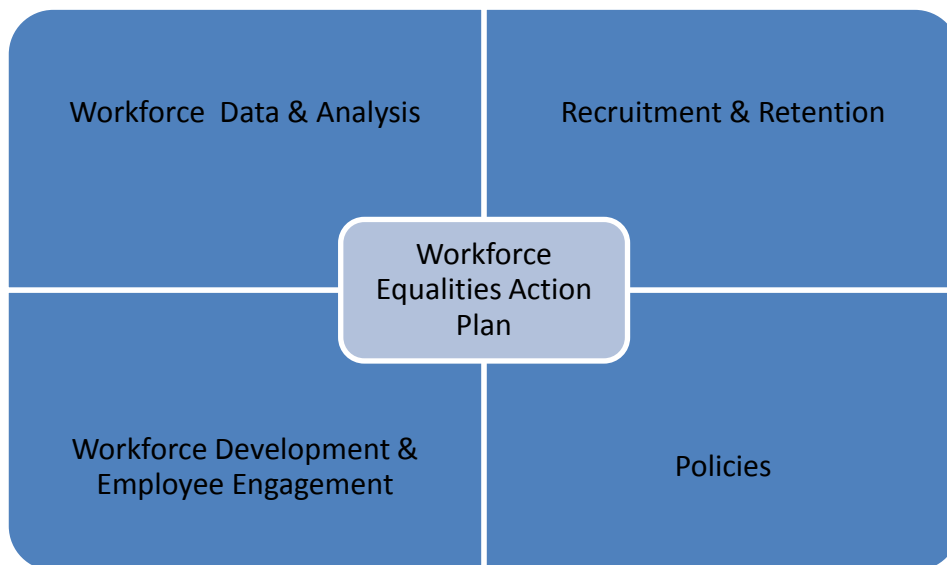 Workforce Data & Analysis
Recruitment & Retention
Workforce
Equalities Action
Plan
Workforce Development &
Employee Engagement
Policies